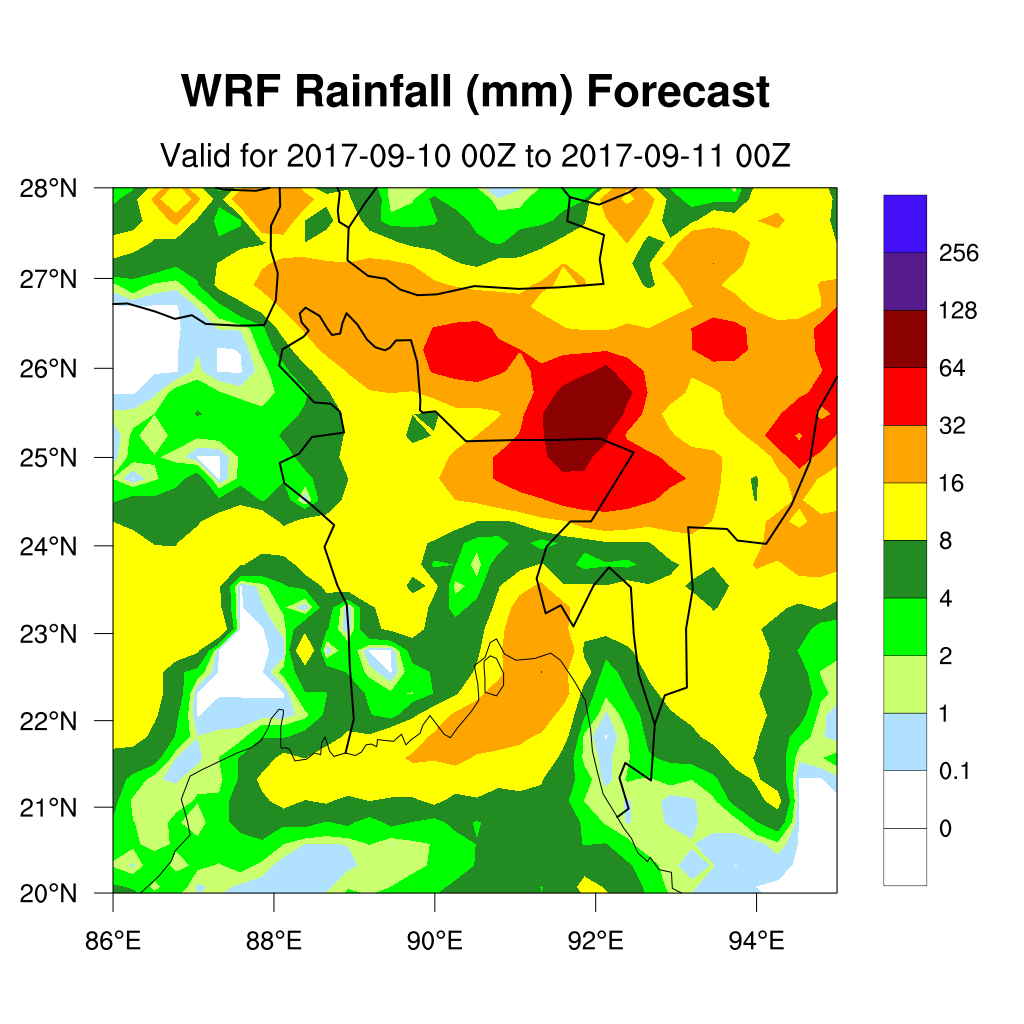 WRF Rainfall (mm) Forecast
Valid for 2017-09-10 00Z to 2017-09-11 00Z
28°N
27°N
26°N
25°N
24°N
23°N
22°N
21°N
20°N
86°E 88°E 90°E 92°E 94°E
256
128
64
32
16
8
4
2
1
0.1
0